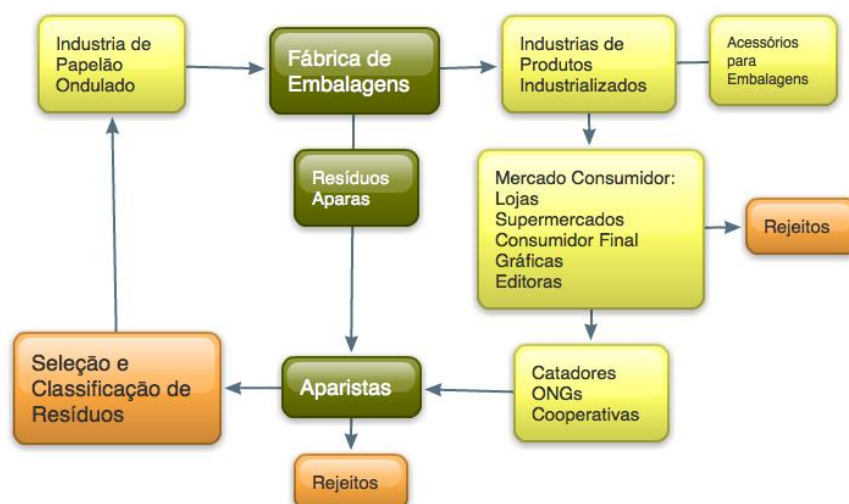 Industria de
Papelão
Ondulado
Fábrica de
Embalagens
Industrias de
Produtos
Industrializados
Acessórios
para
Embalagens
Resíduos
Aparas
Mercado Consumidor:
Lojas
Supermercados
Consumidor Final
Gráficas
Editoras
Rejeitos
Seleção e
Classificação de
Resíduos
Aparistas
Catadores
ONGs
Cooperativas
Rejeitos